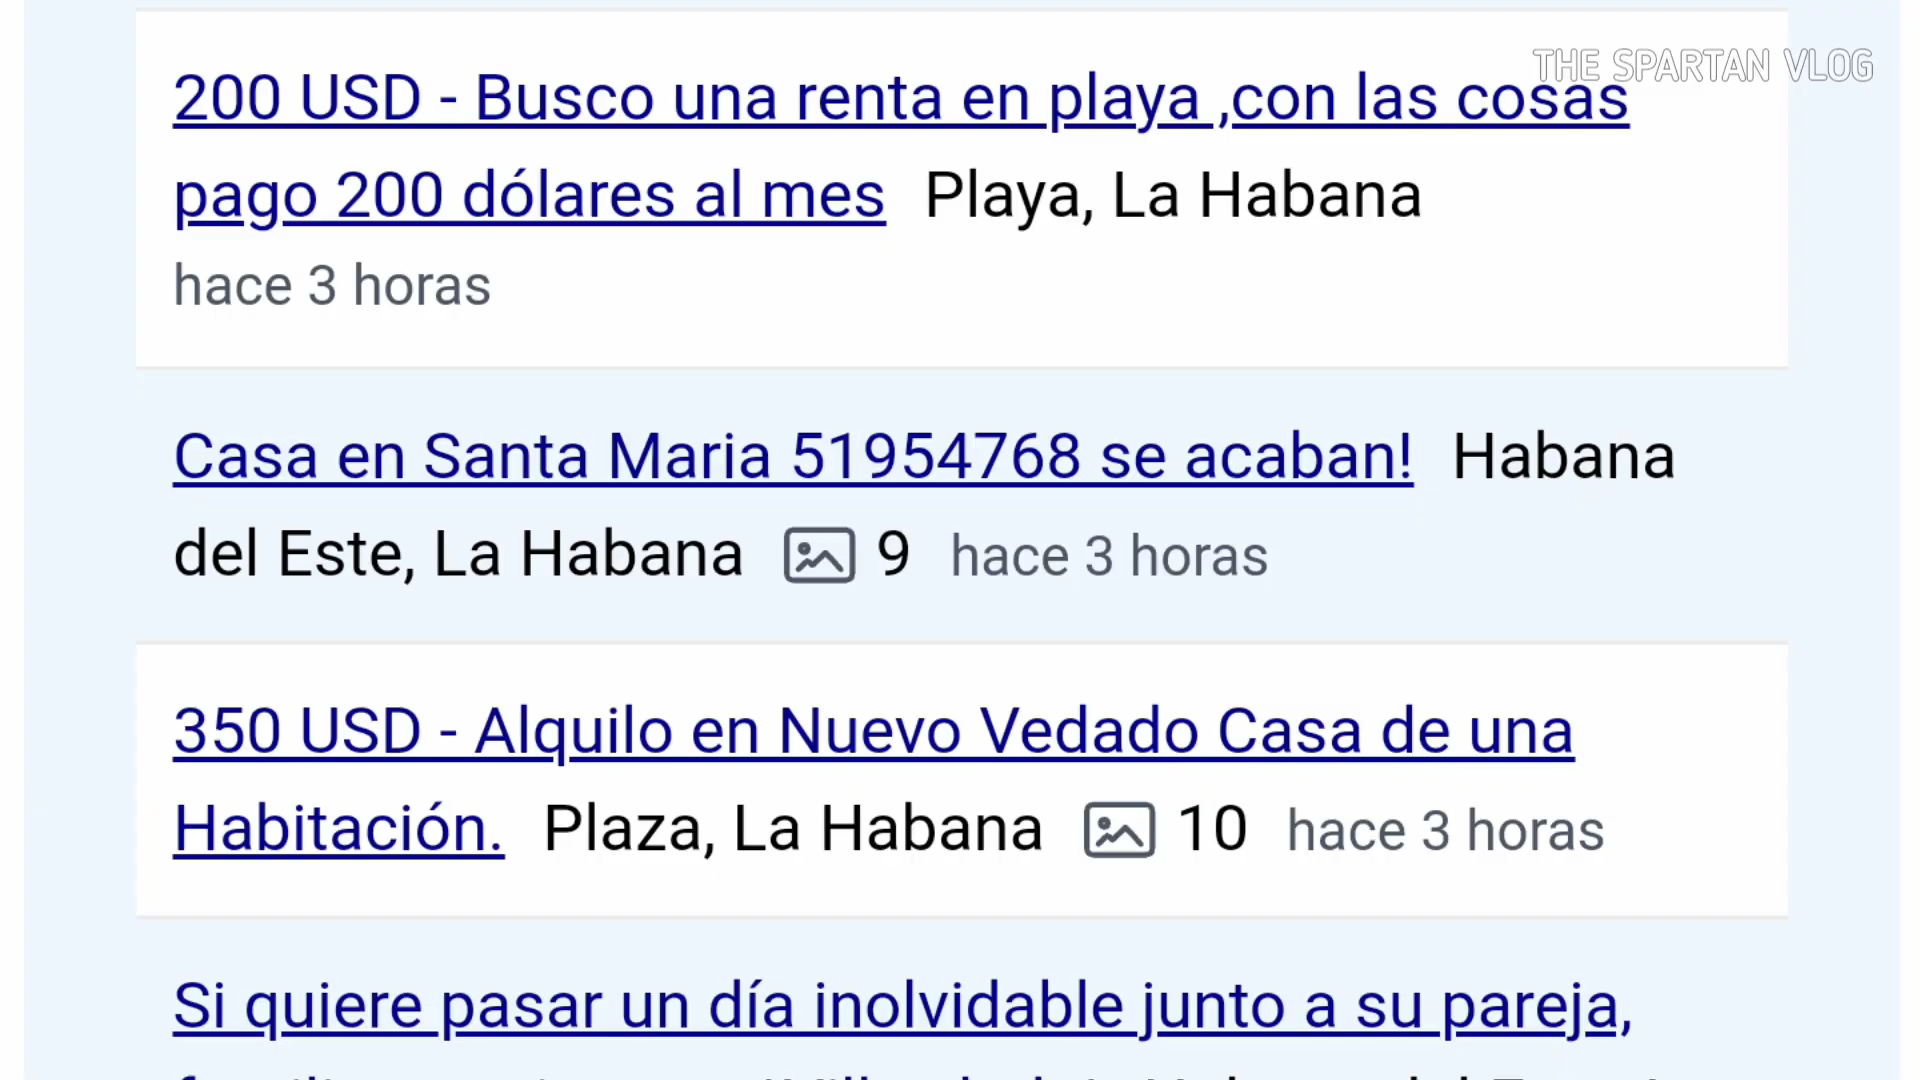 THE SPARTAN VLOG
200 USD - Busco una renta en playa ,con las cosas
pago 200 dólares al mes Playa, La Habana
hace 3 horas
Casa en Santa Maria 51954768 se acaban! Habana
del Este, La Habana 9 hace 3 horas
350 USD - Alquilo en Nuevo Vedado Casa de una
Habitación. Plaza, La Habana 10 hace 3 horas
Si quiere pasar un día inolvidable junto a su pareja,